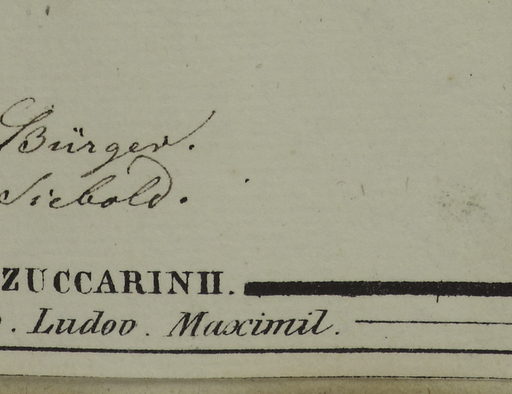 Bürger.
Siebold.
ZUCCARINII.
. Ludov. Maximil.